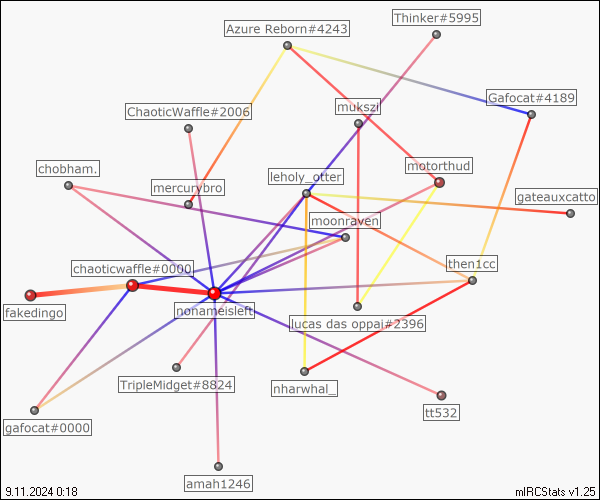 Thinker#5995
Azure Reborn#4243
Gafocat#4189
mukszi
ChaoticWaffle#2006
motorthud
chobham.
leholy_otter
mercurybro
gateauxcatto
moonraven
then1cc
chaoticwaffle#0000
fakedingo
nonameisleft
lucas das oppai#2396
TripleMidget#8824
nharwhal_
tt532
gafocat#0000
amah1246
9.11.2024 0:18
mIRCStats v1.25